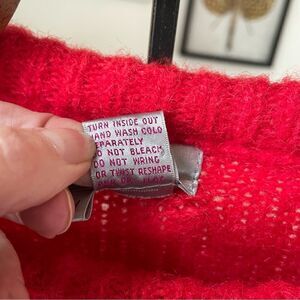 TURN INSIDE OUT
HAND WASH COLD
SEPARATELY
DO NOT BLEACH
DO NOT WRING
OR TWIST RESHAPE